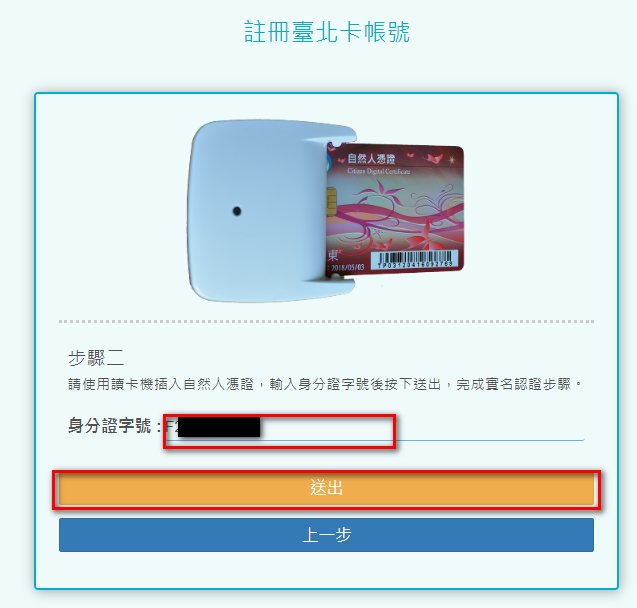 註冊臺北卡帳號
自然人憑證
Citizen Digital Certificate
東
2018/05/03
步驟二
請使用讀卡機插入自然人憑證，輸入身分證字號後按下送出，完成實名認證步驟。
身分證字號 : F2
送出
上一步